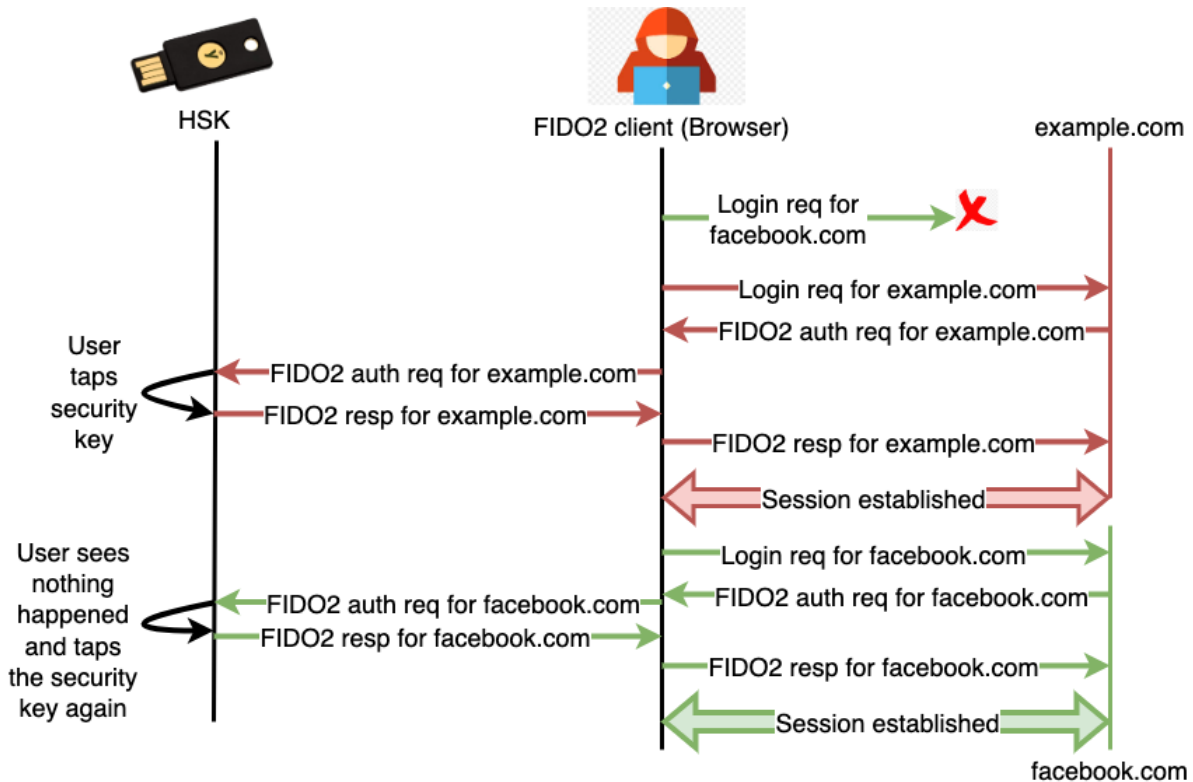 HSK
FIDO2 client (Browser)
example.com
Login req for
facebook.com
Login req for example.com
FIDO2 auth req for example.com
User
taps
security
key
FIDO2 auth req for example.com
FIDO2 resp for example.com
FIDO2 resp for example.com
Session established
User sees
nothing
happened
and taps
the security
key again
Login req for facebook.com
FIDO2 auth req for facebook.com
FIDO2 auth req for facebook.com
FIDO2 resp for facebook.com
FIDO2 resp for facebook.com
Session established
facebook.com